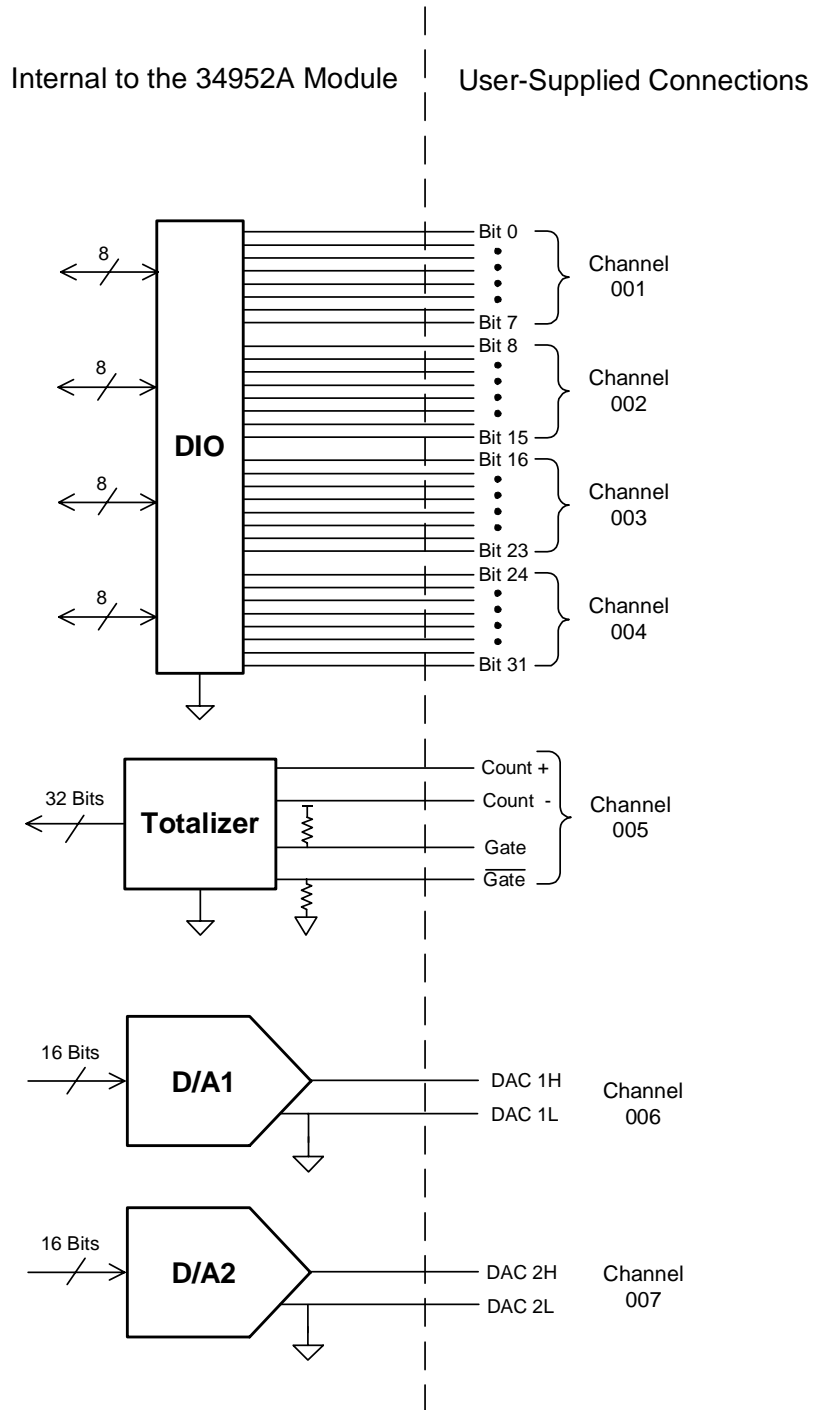 Internal to the 34952A Module
User-Supplied Connections
8
8
8
8
DIO
Bit 0
Bit 7
Channel
001
Bit 8
Bit 15
Channel
002
Bit 16
Bit 23
Channel
003
Bit 24
Bit 31
Channel
004
32 Bits
Totalizer
Count +
Count -
Gate
Gate
Channel
005
16 Bits
D/A1
DAC 1H
DAC 1L
Channel
006
16 Bits
D/A2
DAC 2H
DAC 2L
Channel
007